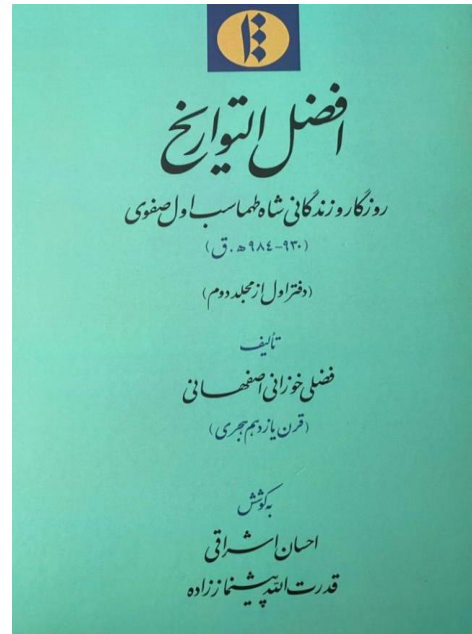 افضل التواریخ
روزگار و زندگانی شاه طهماسب اول صفوی
(۹۳۰-۹۸۴ ه‍.ق)
(دفتر اول از مجلد دوم)
تألیف
فضلی خوزانی اصفهانی
(قرن یازدهم هجری)
به کوشش
احسان اشراقی
قدرت الله پیشنماززاده